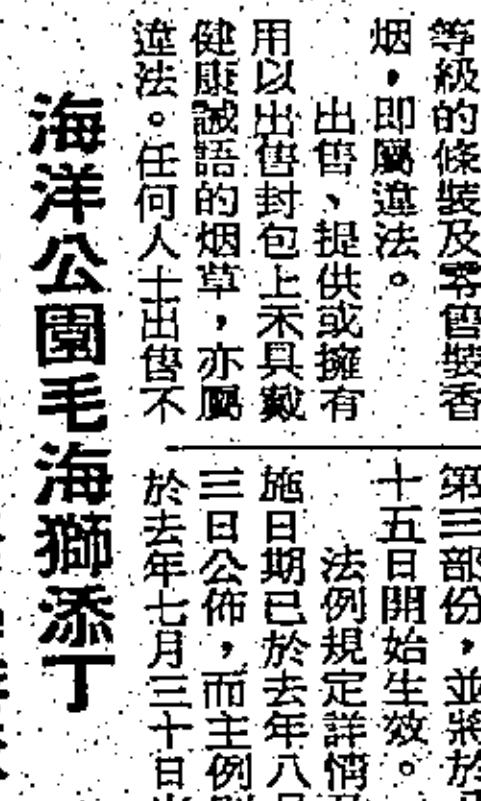 等級的條裝及零售裝香
烟，即屬違法。
出售、提供或擁有
用以出售封包上未具戴
健康誡語的烟草，亦屬
違法。任何人士出售不
第三部份，並將於
十五日開始生效。
法例規定詳情
施日期已於去年八
三日公佈，而主例
於去年七月三十日
海洋公園毛海獅添丁